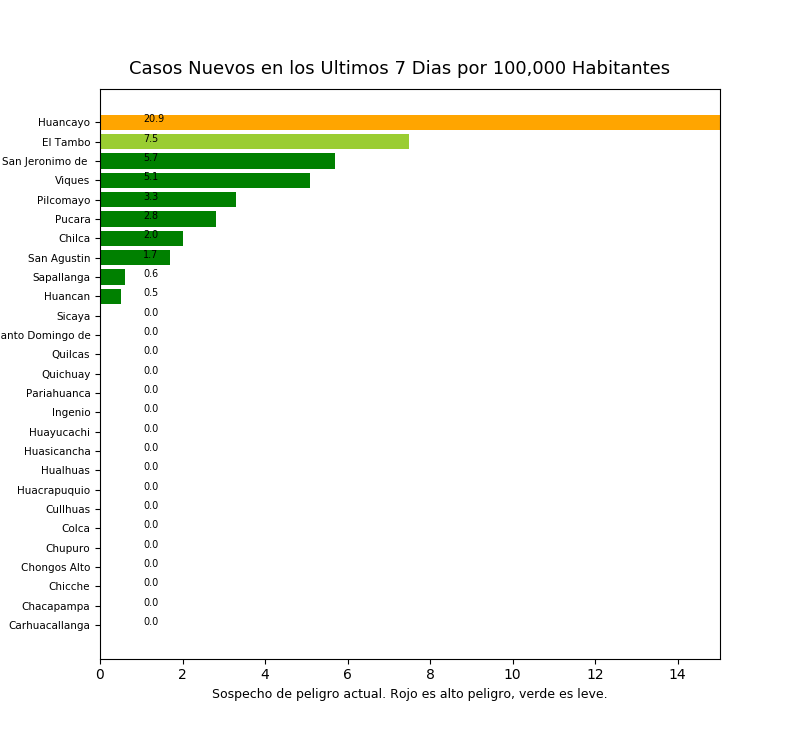 Casos Nuevos en los Ultimos 7 Dias por 100,000 Habitantes
Huancayo 20.9
El Tambo 7.5
San Jeronimo de 5.7
Viques 5.1
Pilcomayo 3.3
Pucara 2.8
Chilca 2.0
San Agustin 1.7
Sapallanga 0.6
Huancan 0.5
Sicaya 0.0
anto Domingo de 0.0
Quilcas 0.0
Quichuay 0.0
Pariahuanca 0.0
Ingenio 0.0
Huayucachi 0.0
Huasicancha 0.0
Hualhuas 0.0
Huacrapuquio 0.0
Cullhuas 0.0
Colca 0.0
Chupuro 0.0
Chongos Alto 0.0
Chicche 0.0
Chacapampa 0.0
Carhuacallanga 0.0
0 2 4 6 8 10 12 14
Sospecho de peligro actual. Rojo es alto peligro, verde es leve.